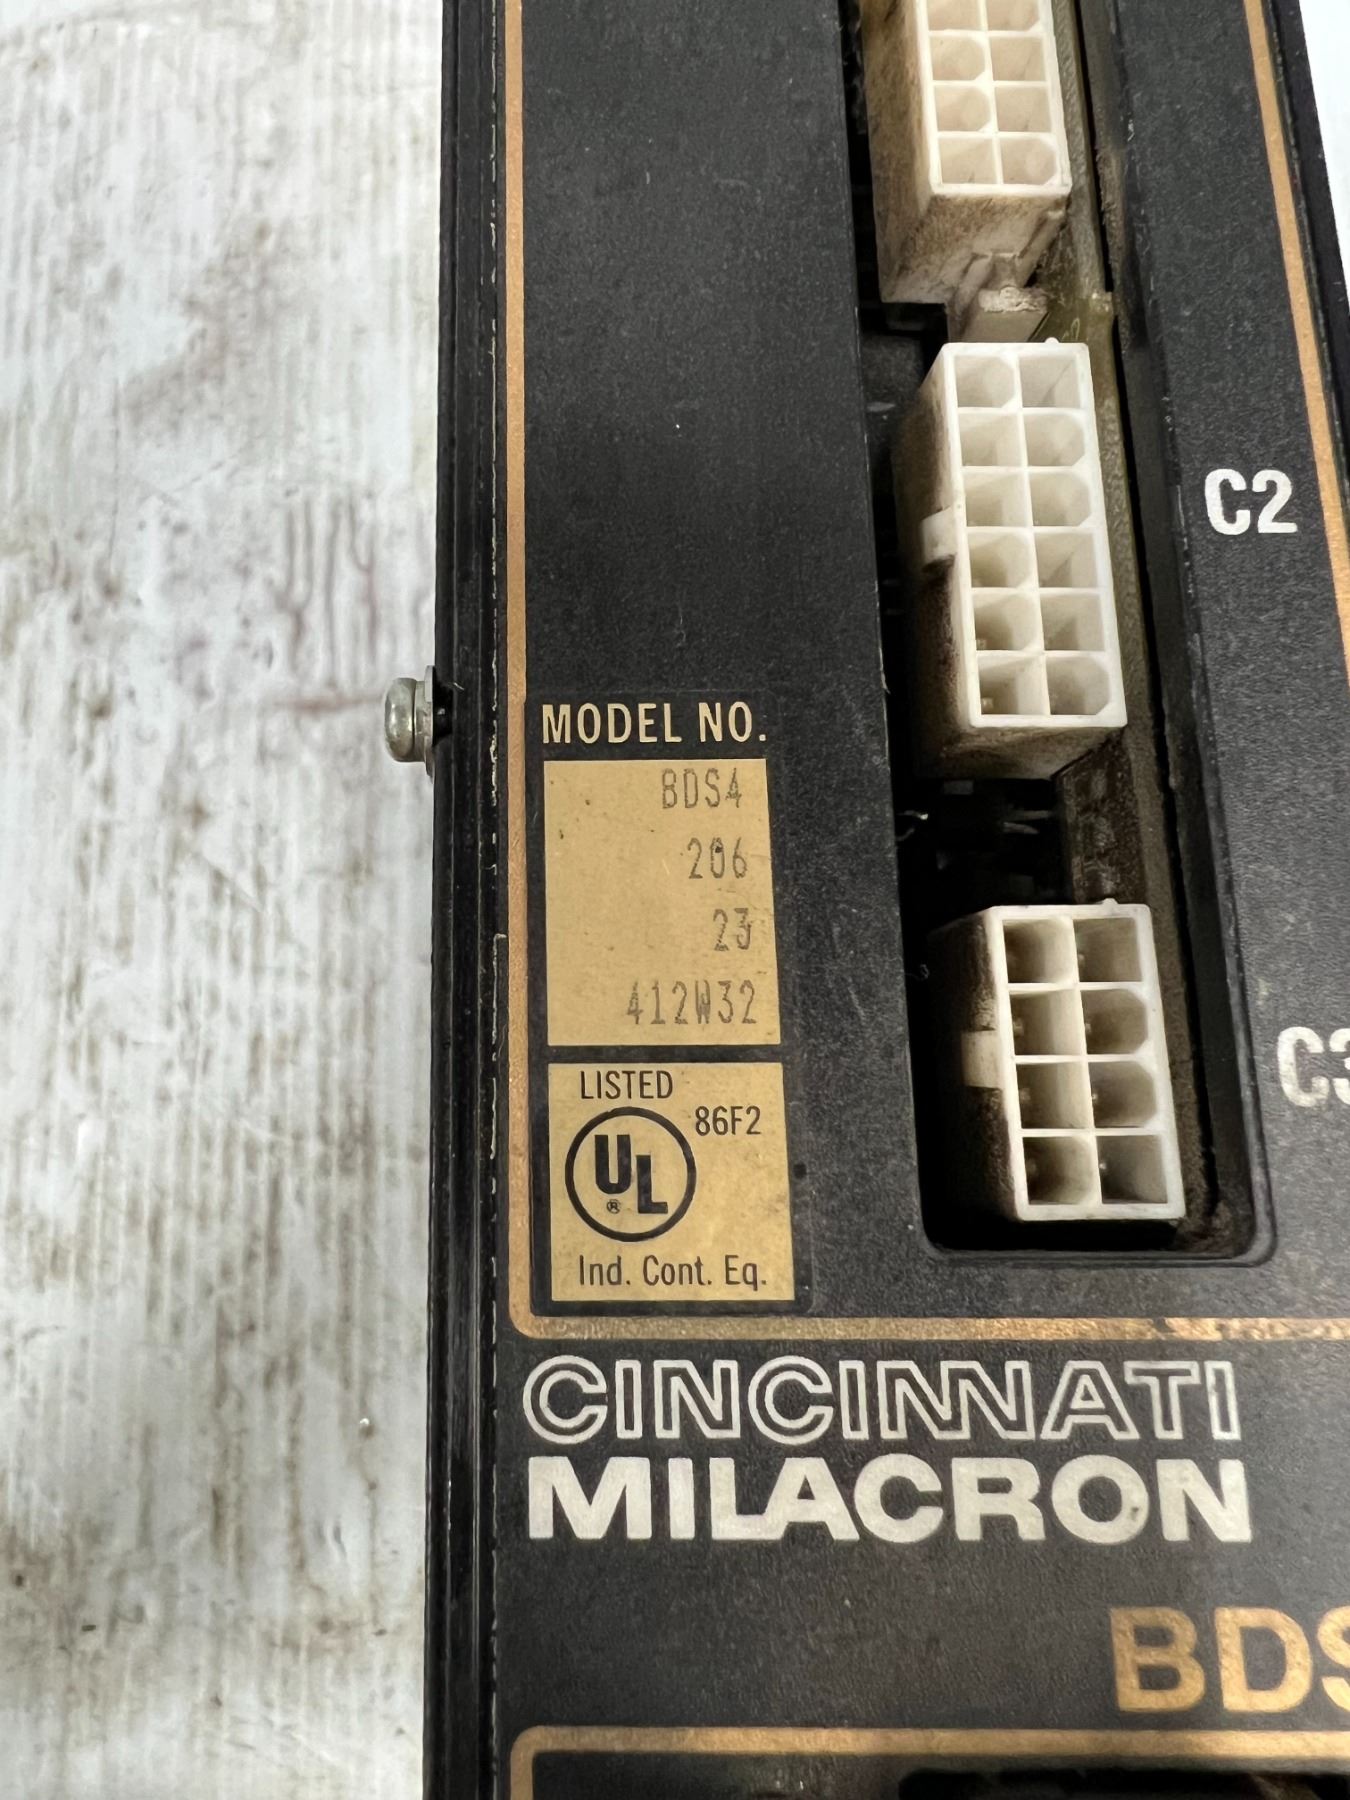 C2
MODEL NO.
BDS4
206
23
412W32
C3
LISTED
86F2
UL
®
Ind. Cont. Eq.
CINCINNATI
MILACRON
BDS